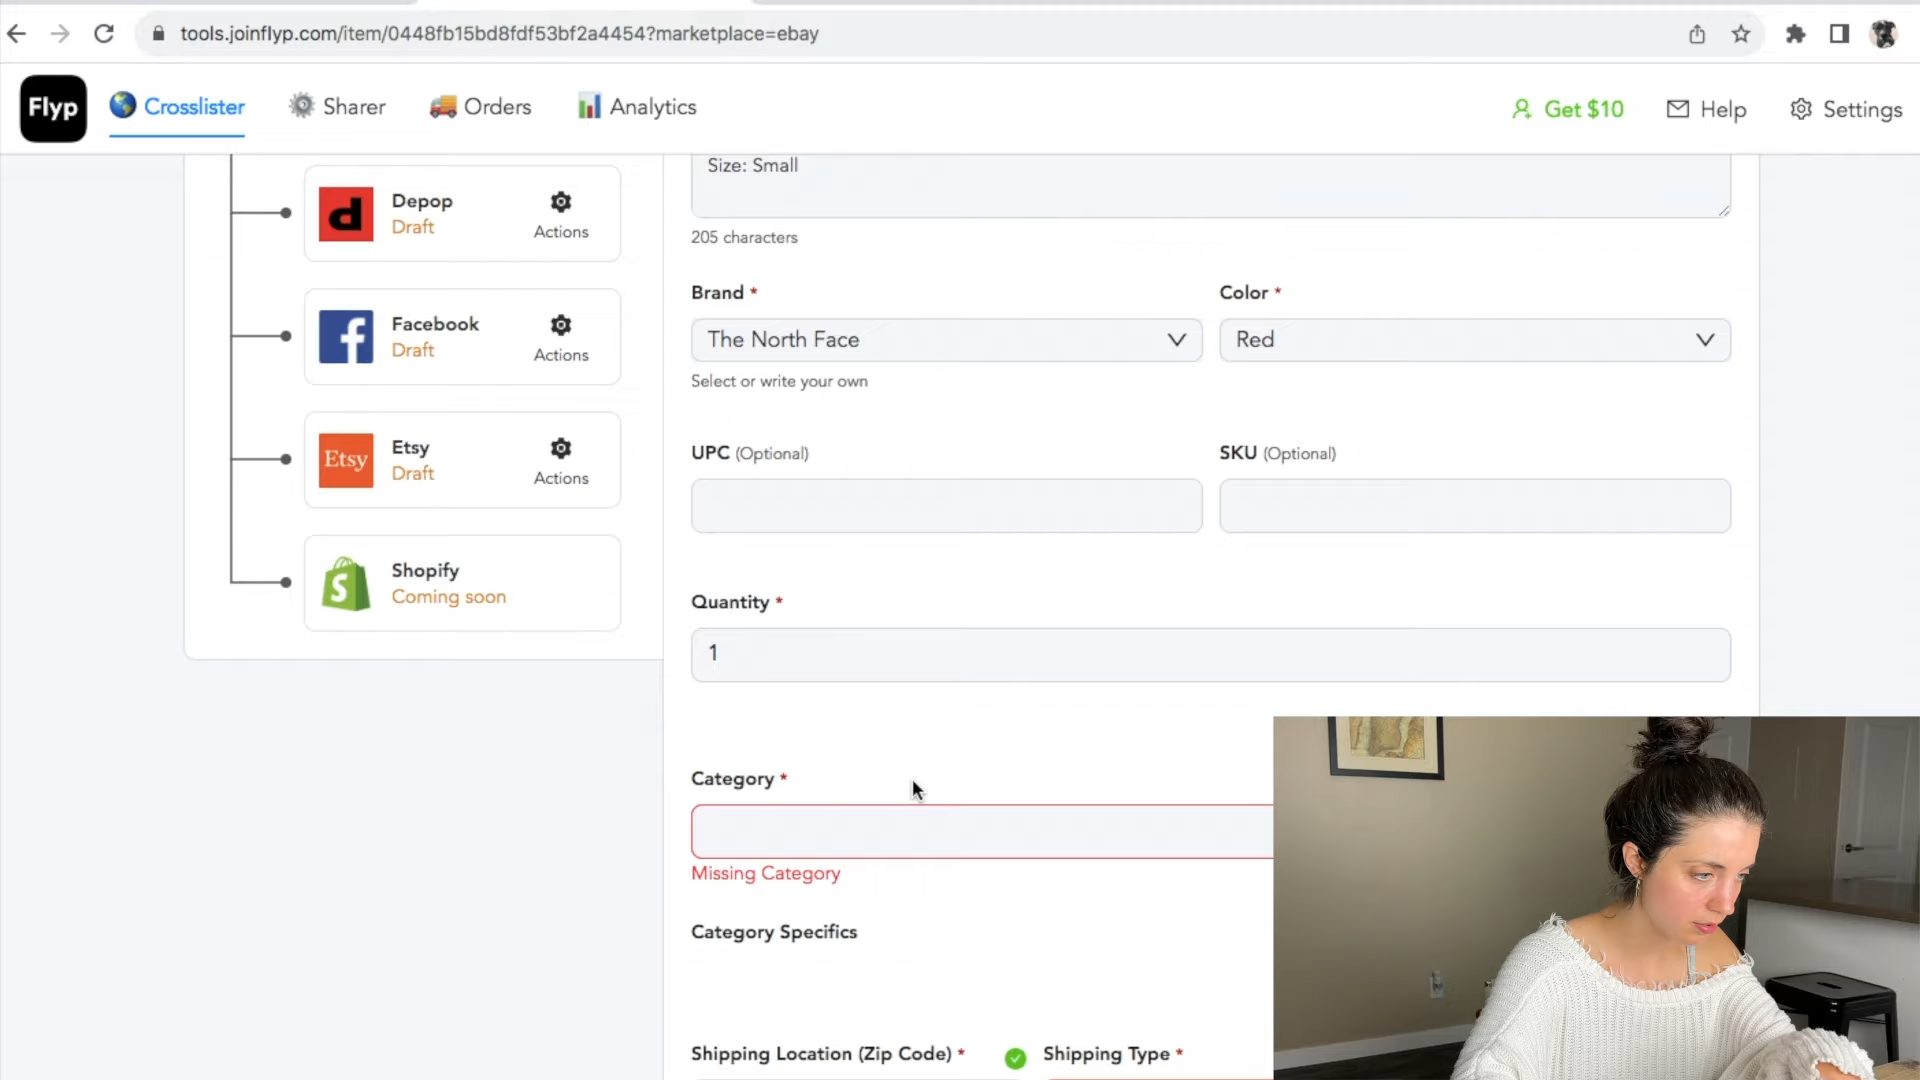 tools.joinflyp.com/item/0448fb15bd8fdf53bf2a4454?marketplace=ebay
Flyp
Crosslister
Sharer
Orders
Analytics
Get $10
Help
Settings
Depop
Draft
Actions
Facebook
Draft
Actions
Etsy
Etsy
Draft
Actions
Shopify
Coming soon
Size: Small
205 characters
Brand *
The North Face
Select or write your own
Color *
Red
UPC (Optional)
SKU (Optional)
Quantity *
1
Category *
Missing Category
Category Specifics
Shipping Location (Zip Code) *
Shipping Type *